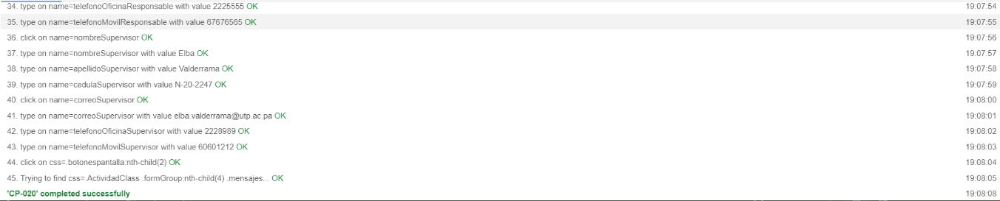 34. type on name=telefonoOficinaResponsable with value 2225555 OK 19:07:54
35. type on name=telefonoMovilResponsable with value 67676565 OK 19:07:55
36. click on name=nombreSupervisor OK 19:07:56
37. type on name=nombreSupervisor with value Elba OK 19:07:57
38. type on name=apellidoSupervisor with value Valderrama OK 19:07:58
39. type on name=cedulaSupervisor with value N-20-2247 OK 19:07:59
40. click on name=correoSupervisor OK 19:08:00
41. type on name=correoSupervisor with value elba.valderrama@utp.ac.pa OK 19:08:01
42. type on name=telefonoOficinaSupervisor with value 2228989 OK 19:08:02
43. type on name=telefonoMovilSupervisor with value 60601212 OK 19:08:03
44. click on css=.botonespantalla:nth-child(2) OK 19:08:04
45. Trying to find css=.ActividadClass .formGroup:nth-child(4) .mensajes... OK 19:08:05
'CP-020' completed successfully 19:08:08